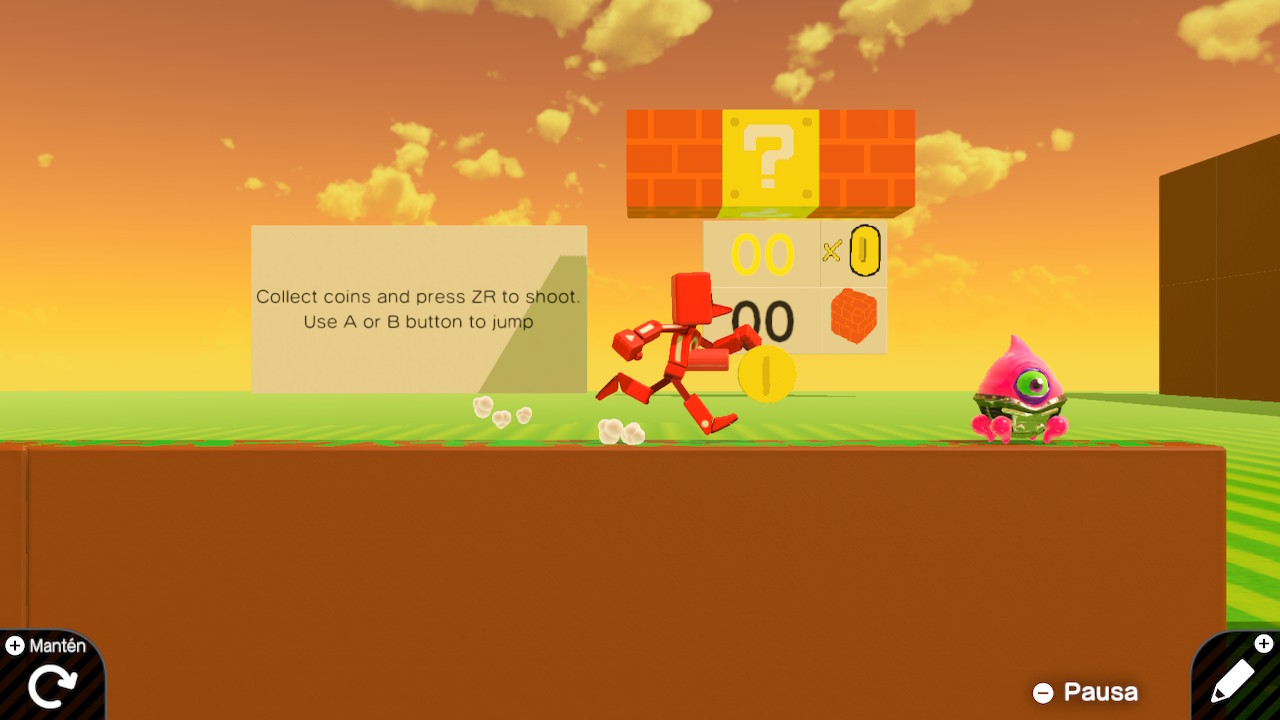 ?
00 ×
Collect coins and press ZR to shoot.
Use A or B button to jump
00
Mantén
Pausa